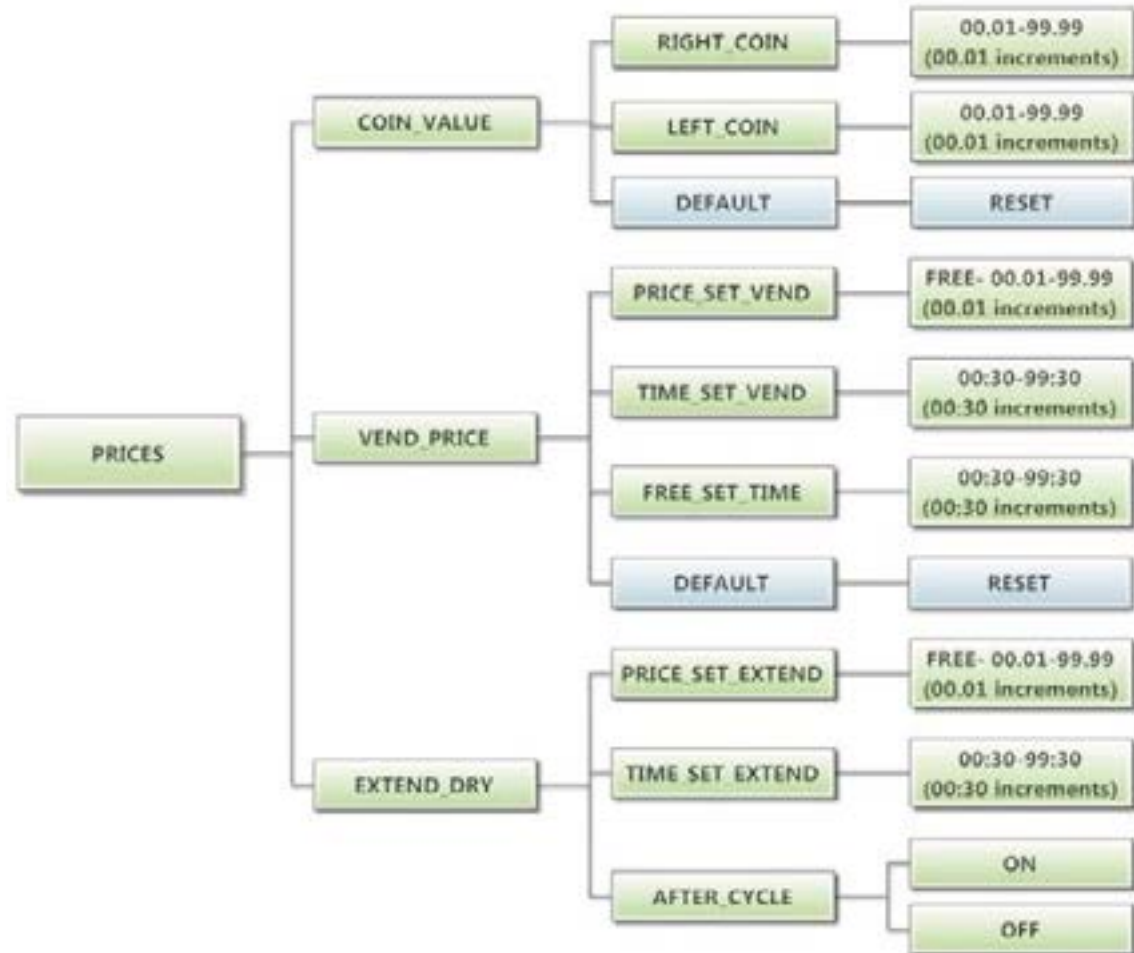 PRICES
COIN_VALUE
RIGHT_COIN
00.01-99.99
(00.01 increments)
LEFT_COIN
00.01-99.99
(00.01 increments)
DEFAULT
RESET
VEND_PRICE
PRICE_SET_VEND
FREE- 00.01-99.99
(00.01 increments)
TIME_SET_VEND
00:30-99:30
(00:30 increments)
FREE_SET_TIME
00:30-99:30
(00:30 increments)
DEFAULT
RESET
EXTEND_DRY
PRICE_SET_EXTEND
FREE- 00.01-99.99
(00.01 increments)
TIME_SET_EXTEND
00:30-99:30
(00:30 increments)
AFTER_CYCLE
ON
OFF